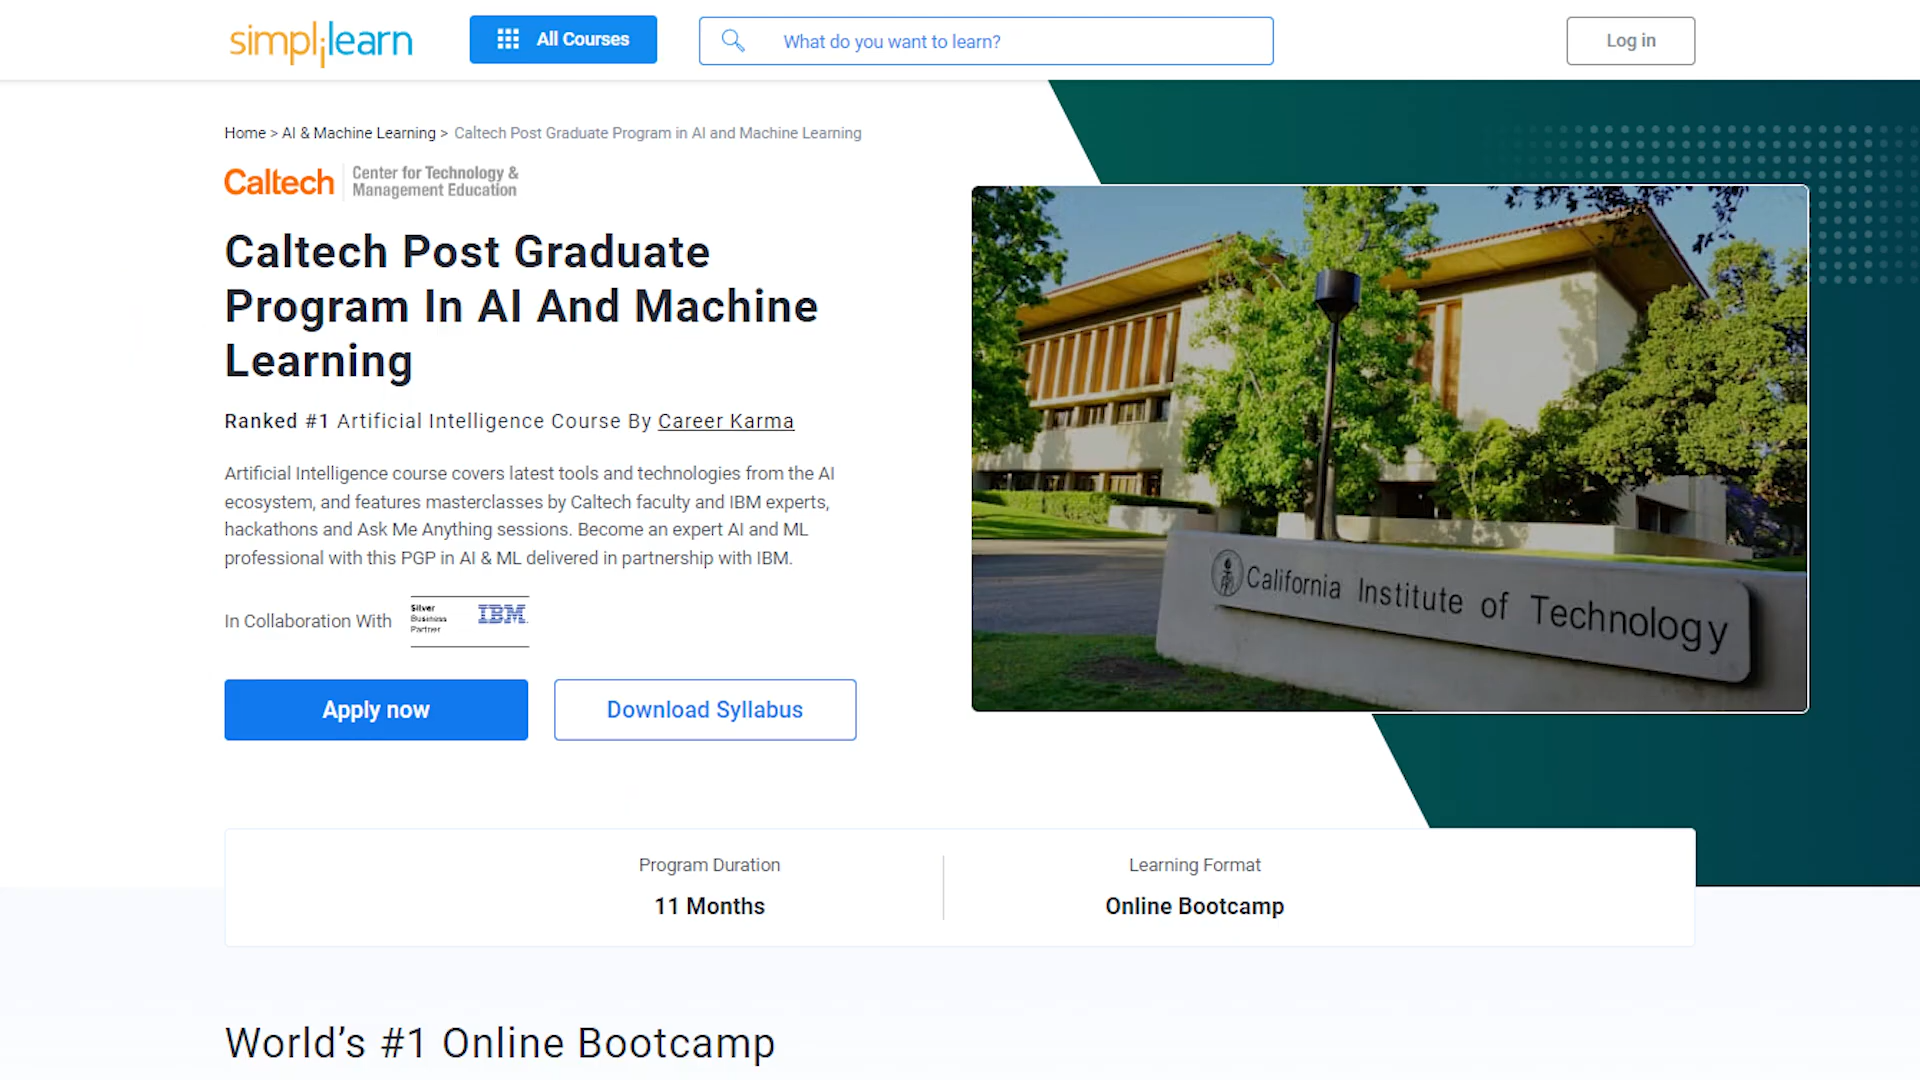 simplilearn
All Courses
What do you want to learn?
Log in
Home > AI & Machine Learning > Caltech Post Graduate Program in AI and Machine Learning
Caltech
Center for Technology &
Management Education
Caltech Post Graduate
Program In AI And Machine
Learning
Ranked #1 Artificial Intelligence Course By Career Karma
Artificial Intelligence course covers latest tools and technologies from the AI
ecosystem, and features masterclasses by Caltech faculty and IBM experts,
hackathons and Ask Me Anything sessions. Become an expert AI and ML
professional with this PGP in AI & ML delivered in partnership with IBM.
In Collaboration With
Silver
Business
Partner
IBM
Apply now
Download Syllabus
California Institute of Technology
Program Duration
11 Months
Learning Format
Online Bootcamp
World’s #1 Online Bootcamp